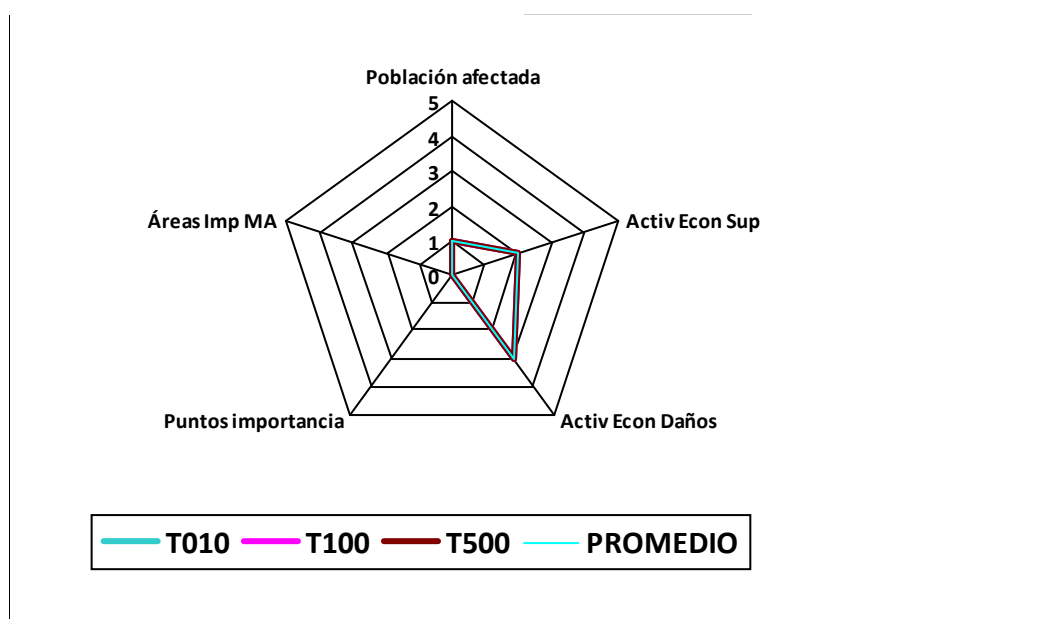 Población afectada
5
4
3
2
1
0
Áreas Imp MA
Activ Econ Sup
Puntos importancia
Activ Econ Daños
T010 T100 T500 PROMEDIO